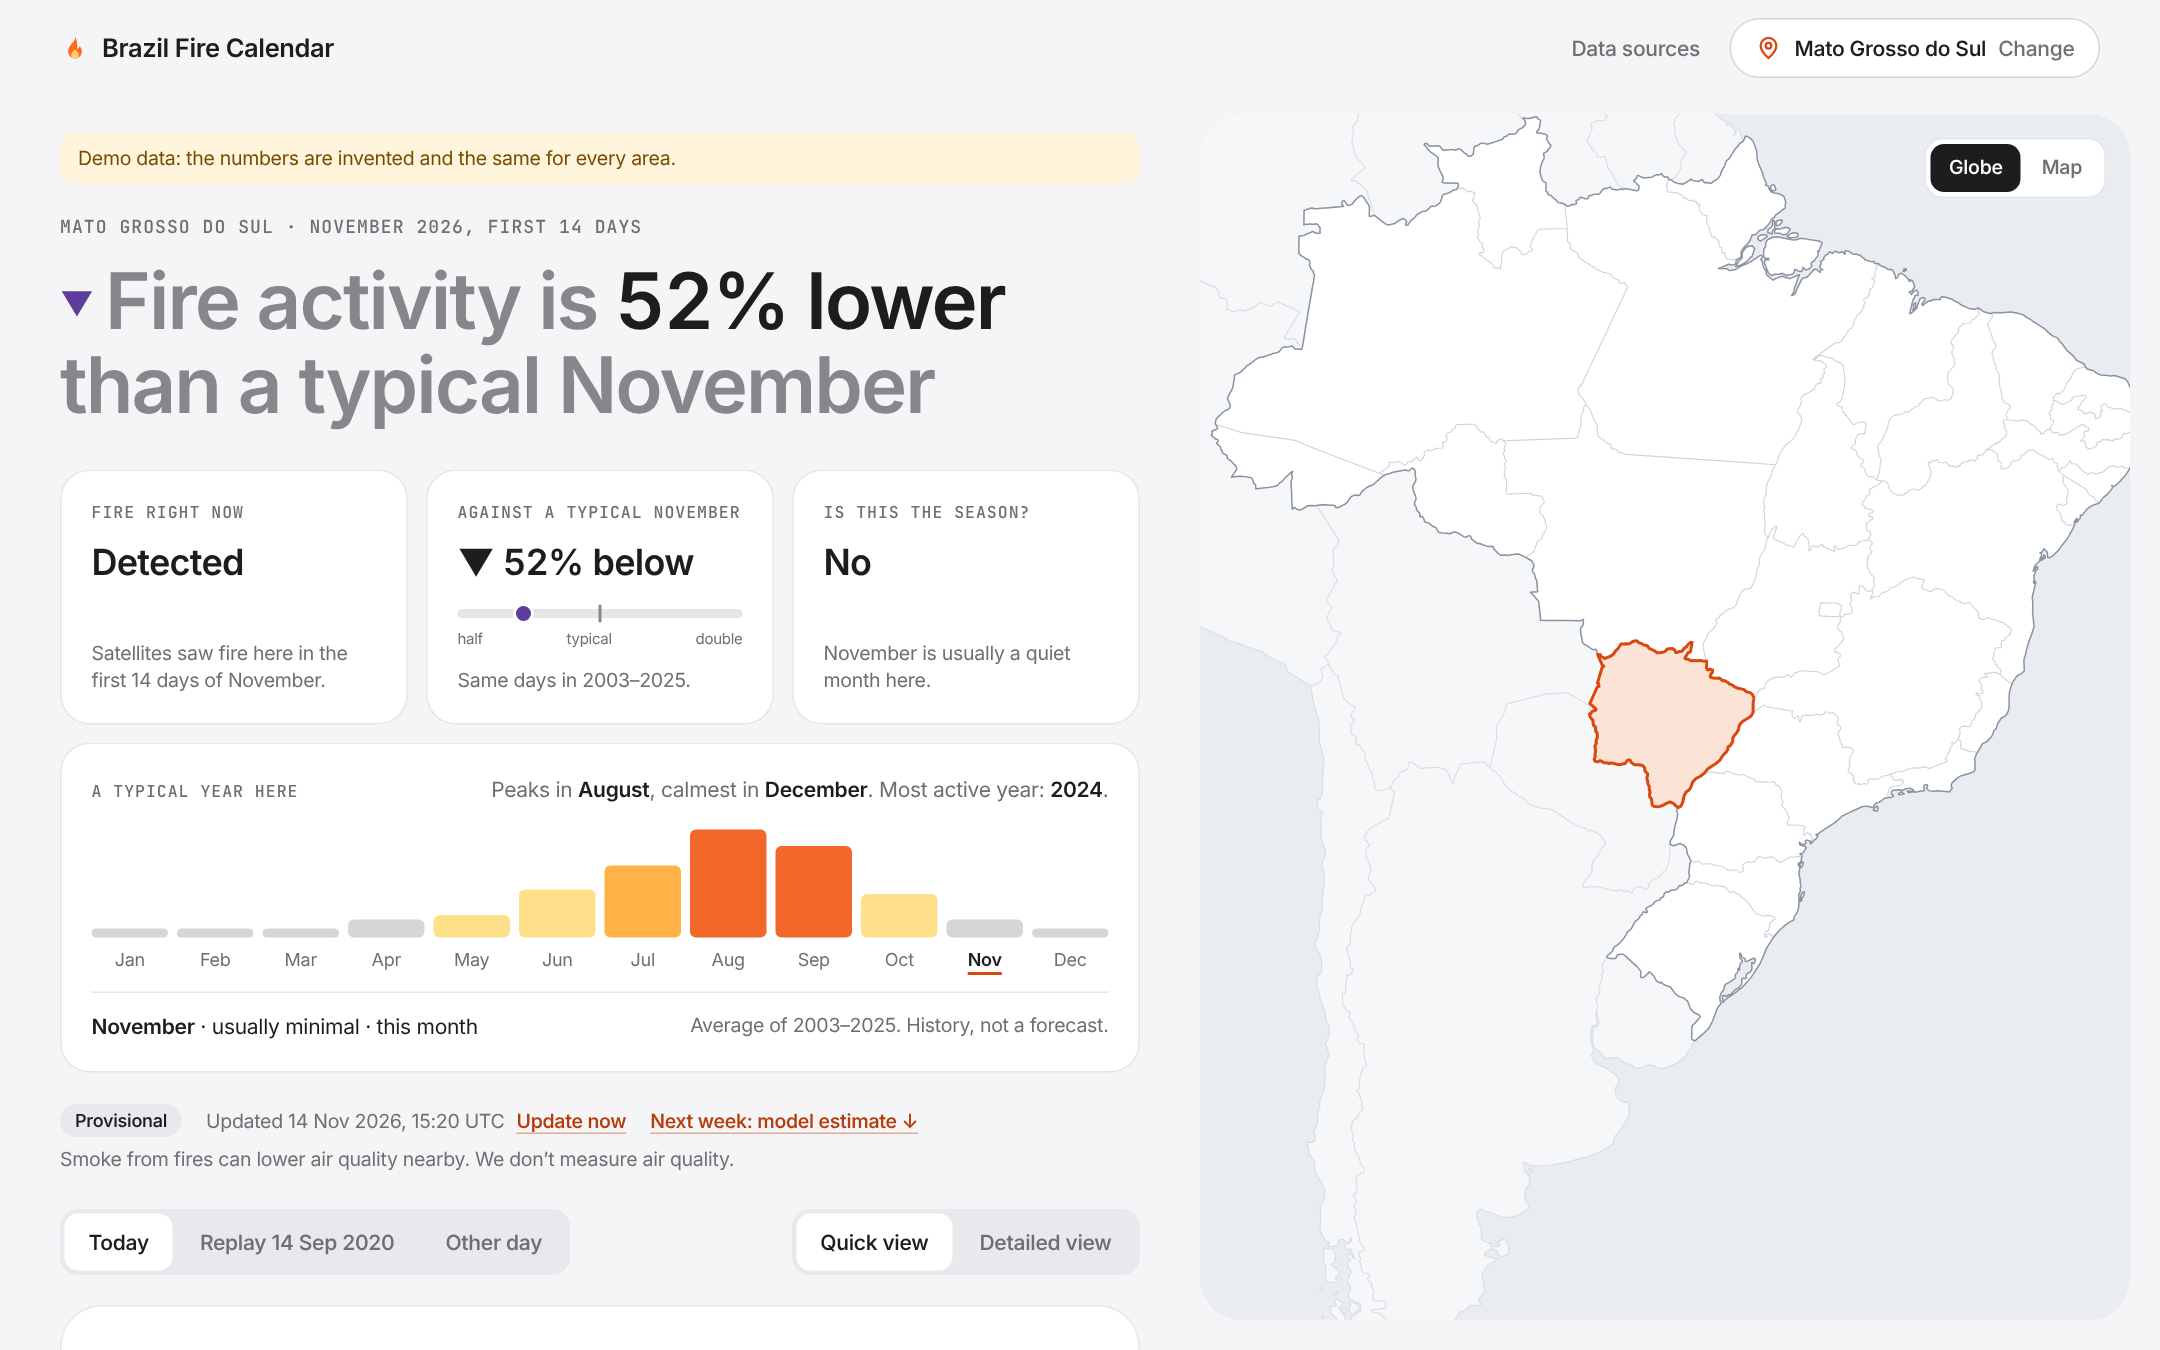 Brazil Fire Calendar
Data sources
Mato Grosso do Sul Change
Demo data: the numbers are invented and the same for every area.
MATO GROSSO DO SUL · NOVEMBER 2026, FIRST 14 DAYS
▼ Fire activity is 52% lower
than a typical November
FIRE RIGHT NOW
Detected
Satellites saw fire here in the
first 14 days of November.
AGAINST A TYPICAL NOVEMBER
▼ 52% below
half typical double
Same days in 2003–2025.
IS THIS THE SEASON?
No
November is usually a quiet
month here.
A TYPICAL YEAR HERE
Peaks in August, calmest in December. Most active year: 2024.
Jan Feb Mar Apr May Jun Jul Aug Sep Oct Nov Dec
November · usually minimal · this month
Average of 2003–2025. History, not a forecast.
Provisional Updated 14 Nov 2026, 15:20 UTC Update now Next week: model estimate ↓
Smoke from fires can lower air quality nearby. We don’t measure air quality.
Today Replay 14 Sep 2020 Other day
Quick view Detailed view
Globe Map